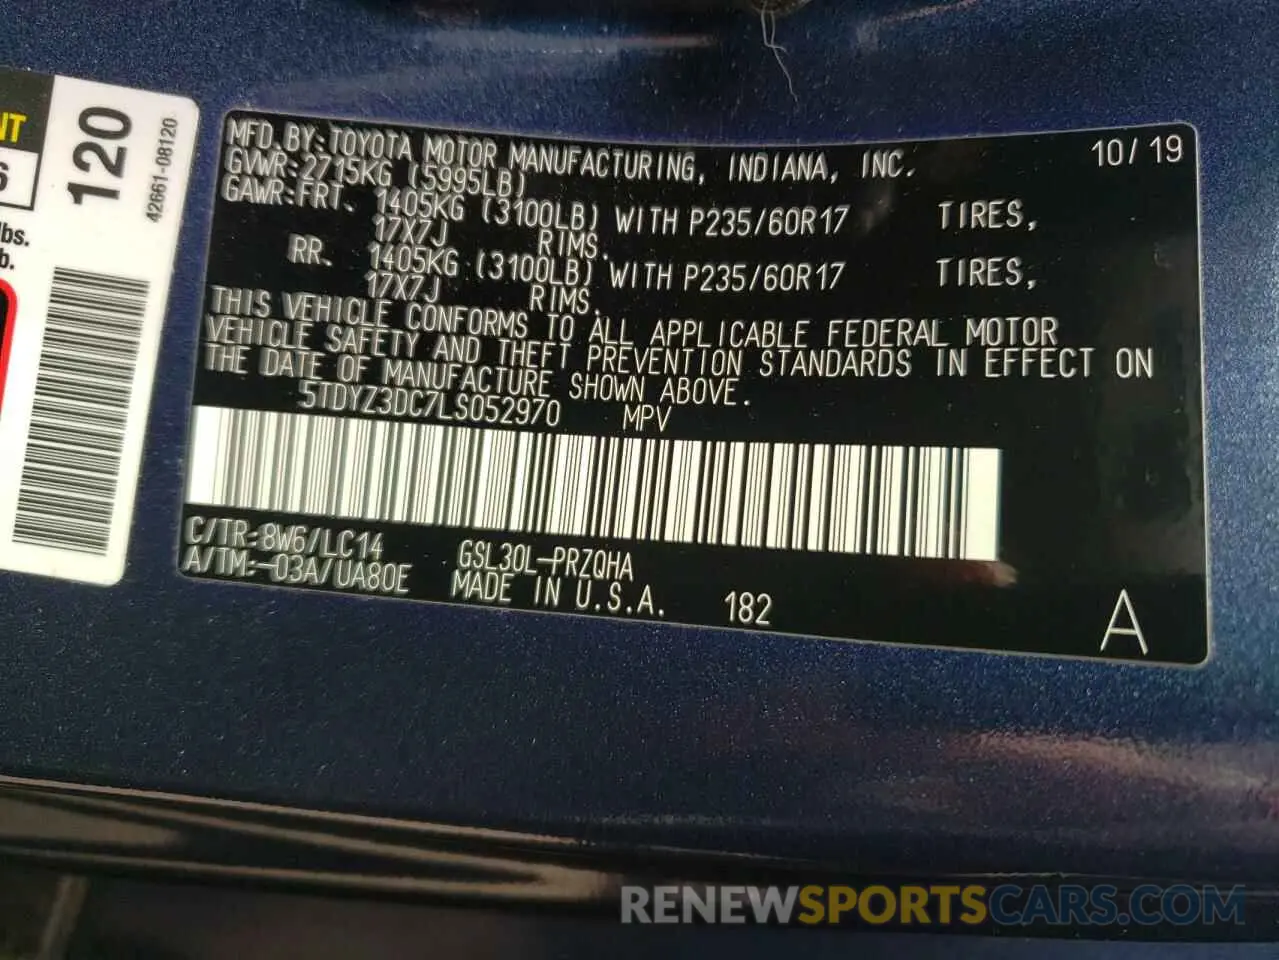 NT
6
lbs.
b.
120
42661-08120
MFD.BY:TOYOTA MOTOR MANUFACTURING, INDIANA, INC. 10/19
GVWR:2715KG (5995LB)
GAWR:FRT. 1405KG (3100LB) WITH P235/60R17 TIRES,
17X7J RIMS.
RR. 1405KG (3100LB) WITH P235/60R17 TIRES,
17X7J RIMS.
THIS VEHICLE CONFORMS TO ALL APPLICABLE FEDERAL MOTOR
VEHICLE SAFETY AND THEFT PREVENTION STANDARDS IN EFFECT ON
THE DATE OF MANUFACTURE SHOWN ABOVE.
5TDYZ3DC7LS052970 MPV
C/TR:8W6/LC14 GSL30L-PRZQHA
A/TM:-03A/UA80E MADE IN U.S.A. 182 A
RENEWSPORTSCARS.COM